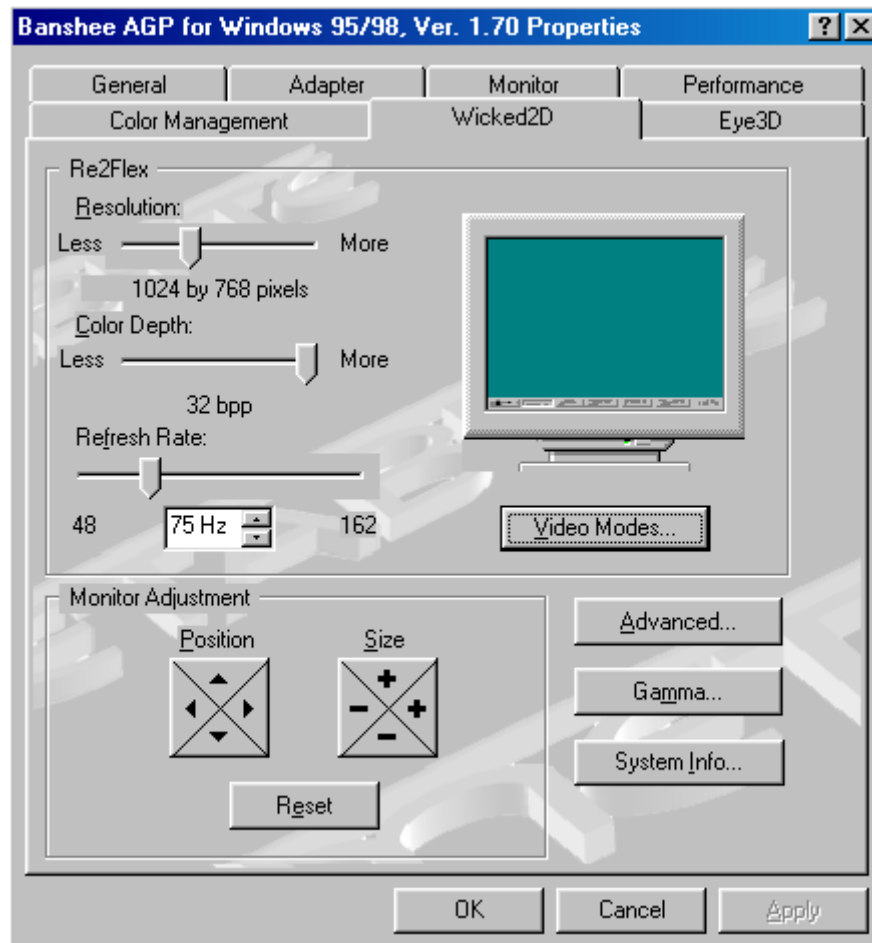 Banshee AGP for Windows 95/98, Ver. 1.70 Properties
General Adapter Monitor Performance
Color Management Wicked2D Eye3D
Re2Flex
Resolution:
Less More
1024 by 768 pixels
Color Depth:
Less More
32 bpp
Refresh Rate:
48 75 Hz 162
Video Modes...
Monitor Adjustment
Position Size
Reset
Advanced...
Gamma...
System Info...
OK Cancel Apply